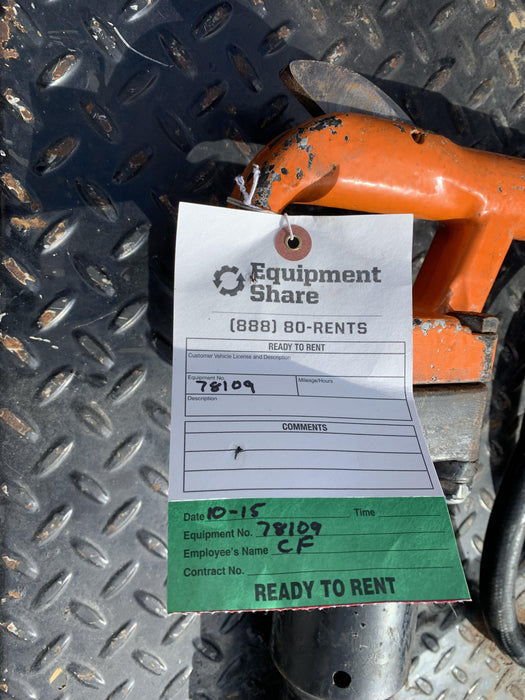 Equipment
Share
(888) 80-RENTS
READY TO RENT
Customer Vehicle License and Description
Equipment No. 78109 Mileage/Hours
Description
COMMENTS
Date 10-15 Time
Equipment No. 78109
Employee's Name CF
Contract No.
READY TO RENT